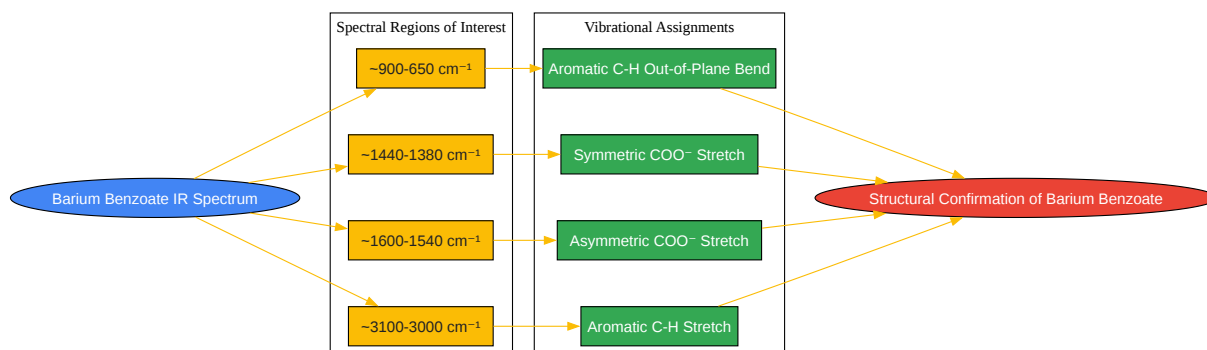 Spectral Regions of Interest
Vibrational Assignments
~900-650 cm⁻¹
Aromatic C-H Out-of-Plane Bend
~1440-1380 cm⁻¹
Symmetric COO⁻ Stretch
Barium Benzoate IR Spectrum
Structural Confirmation of Barium Benzoate
~1600-1540 cm⁻¹
Asymmetric COO⁻ Stretch
~3100-3000 cm⁻¹
Aromatic C-H Stretch